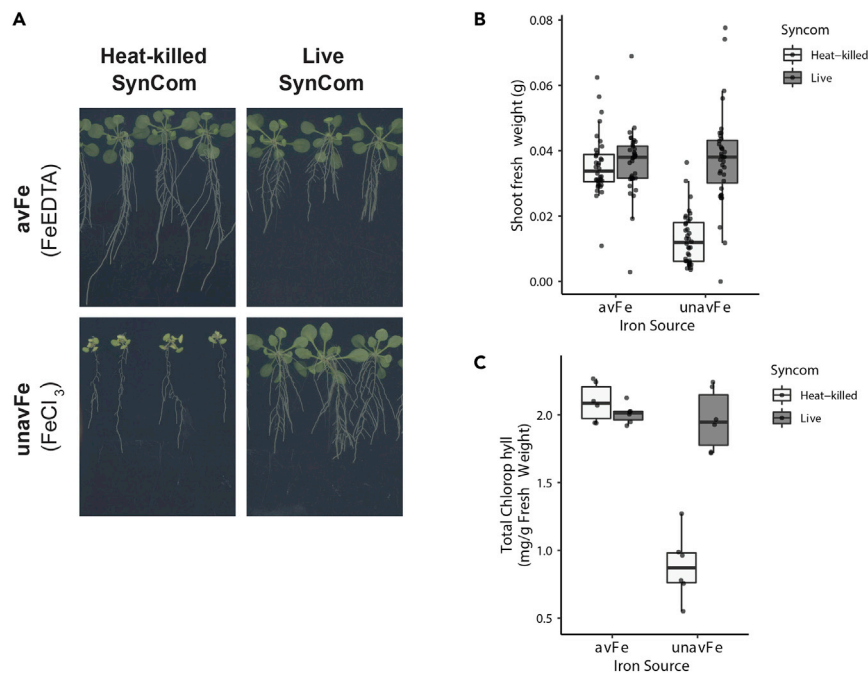 A
Heat-killed
SynCom
Live
SynCom
avFe
(FeEDTA)
unavFe
(FeCl3)
B
0.08
0.06
0.04
0.02
0.00
Shoot fresh weight (g)
avFe
unavFe
Iron Source
Syncom
Heat-killed
Live
C
2.0
1.5
1.0
0.5
Total Chlorop hyll
(mg/g Fresh Weight)
avFe
unavFe
Iron Source
Syncom
Heat-killed
Live